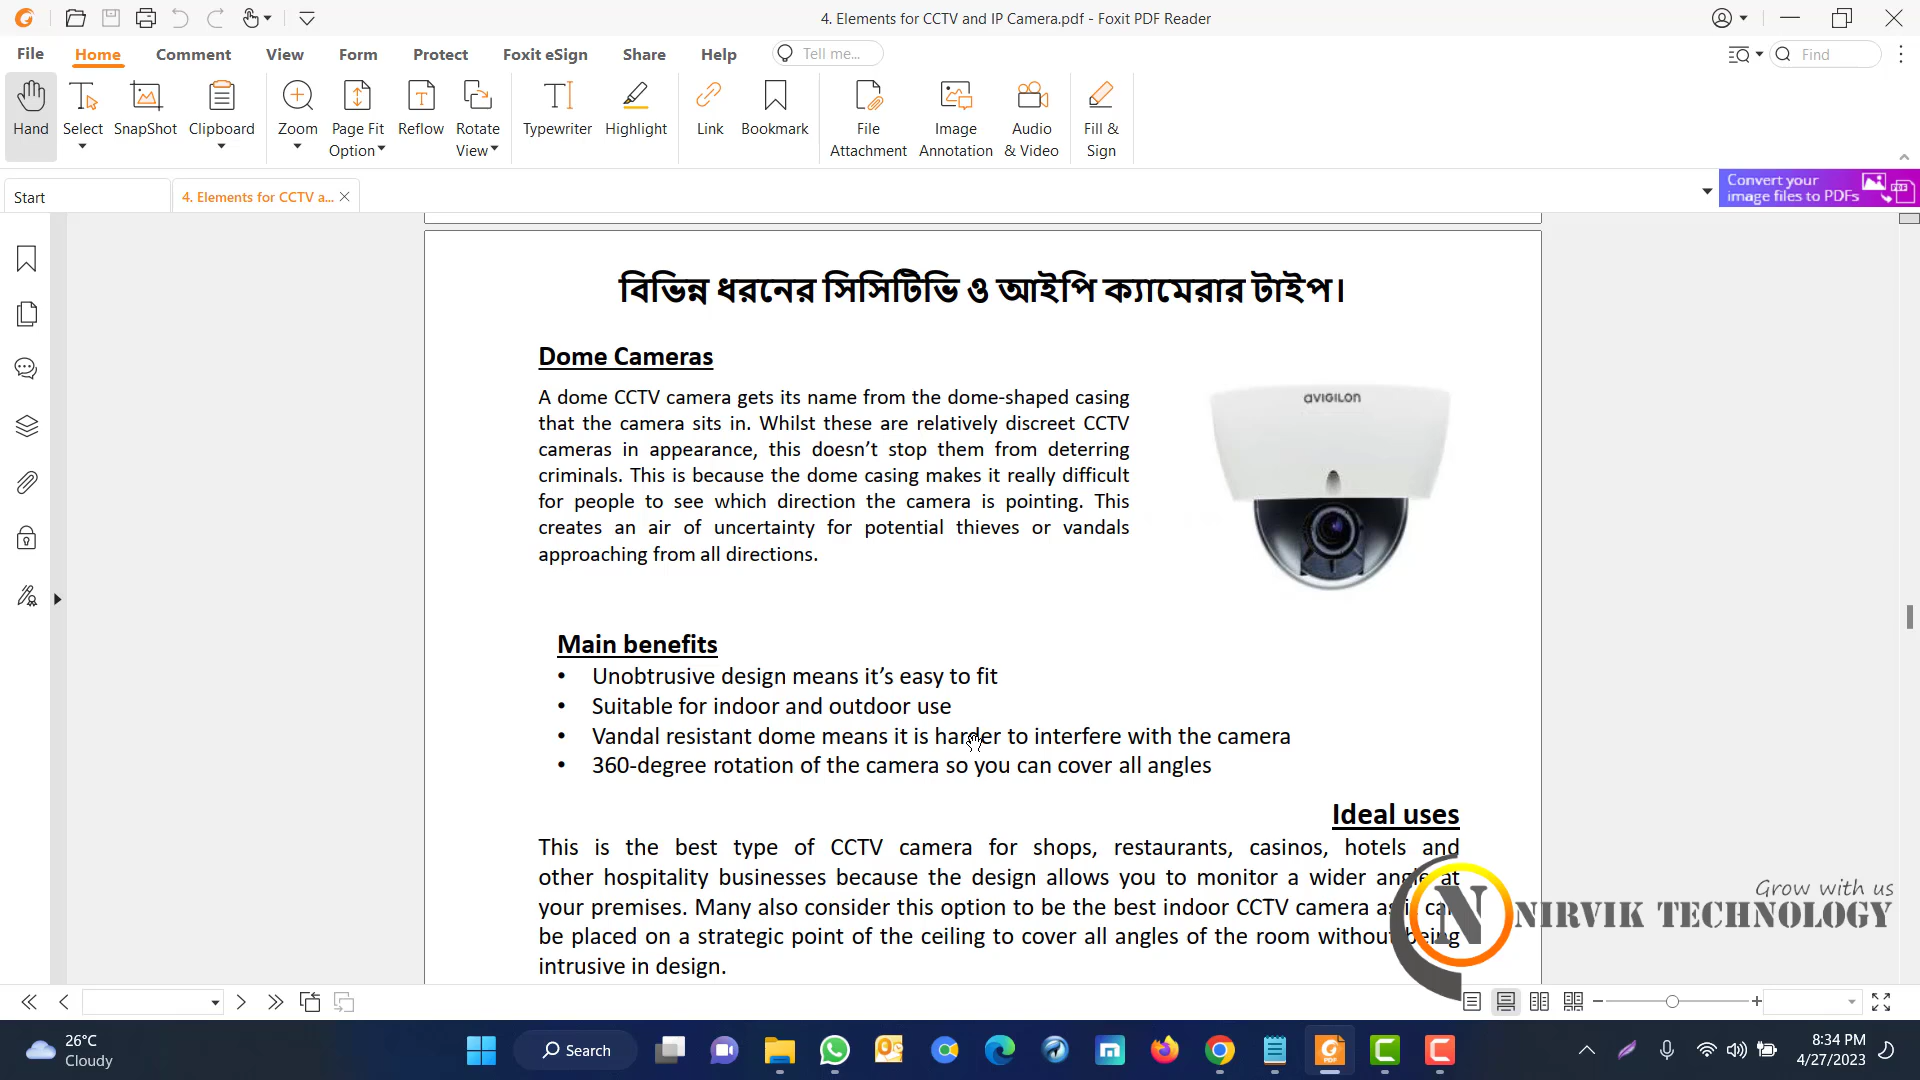 4. Elements for CCTV and IP Camera.pdf - Foxit PDF Reader
File Home Comment View Form Protect Foxit eSign Share Help Tell me... Find
Hand Select SnapShot Clipboard Zoom Page Fit Option Reflow Rotate View Typewriter Highlight Link Bookmark File Attachment Image Annotation Audio & Video Fill & Sign
Start 4. Elements for CCTV a...
Convert your
image files to PDFs
PDF
বিভিন্ন ধরনের সিসিটিভি ও আইপি ক্যামেরার টাইপ।
Dome Cameras
A dome CCTV camera gets its name from the dome-shaped casing
that the camera sits in. Whilst these are relatively discreet CCTV
cameras in appearance, this doesn’t stop them from deterring
criminals. This is because the dome casing makes it really difficult
for people to see which direction the camera is pointing. This
creates an air of uncertainty for potential thieves or vandals
approaching from all directions.
avigilon
Main benefits
• Unobtrusive design means it’s easy to fit
• Suitable for indoor and outdoor use
• Vandal resistant dome means it is harder to interfere with the camera
• 360-degree rotation of the camera so you can cover all angles
Ideal uses
This is the best type of CCTV camera for shops, restaurants, casinos, hotels and
other hospitality businesses because the design allows you to monitor a wider angle at
your premises. Many also consider this option to be the best indoor CCTV camera as it can
be placed on a strategic point of the ceiling to cover all angles of the room without being
intrusive in design.
Grow with us
N NIRVIK TECHNOLOGY
26°C
Cloudy
Search
8:34 PM
4/27/2023